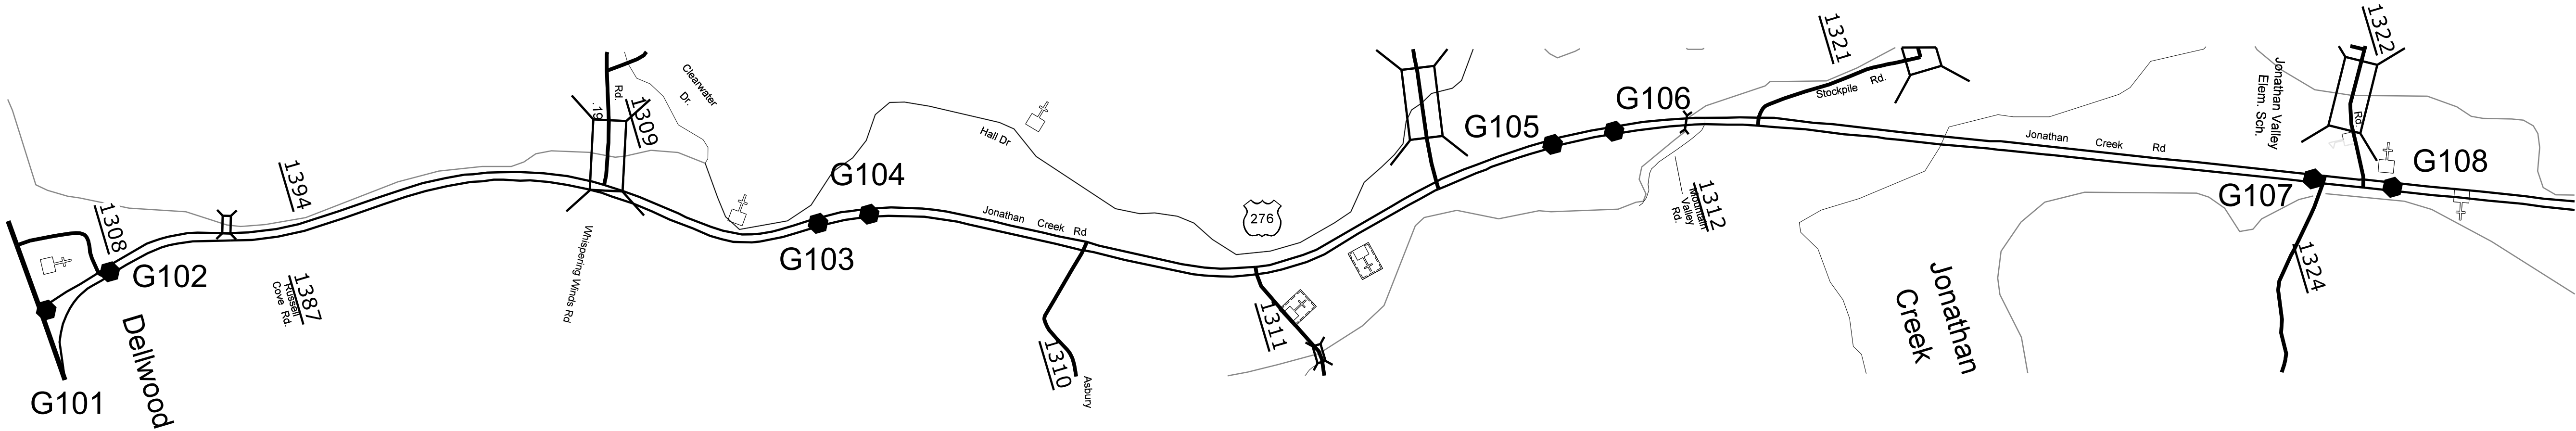 G101
Dellwood
1308
G102
1394
1387
Russell
Cove Rd.
Whispering Winds Rd
Rd.
1309
Clearwater
Dr.
G103
G104
Hall Dr
Jonathan Creek Rd
1310
Asbury
276
1311
G105
G106
1312
Mountain
Valley
Rd.
1321
Stockpile Rd.
Jonathan
Creek
Jonathan Creek Rd
Jonathan Valley
Elem. Sch.
1322
Rd
G107
G108
1324